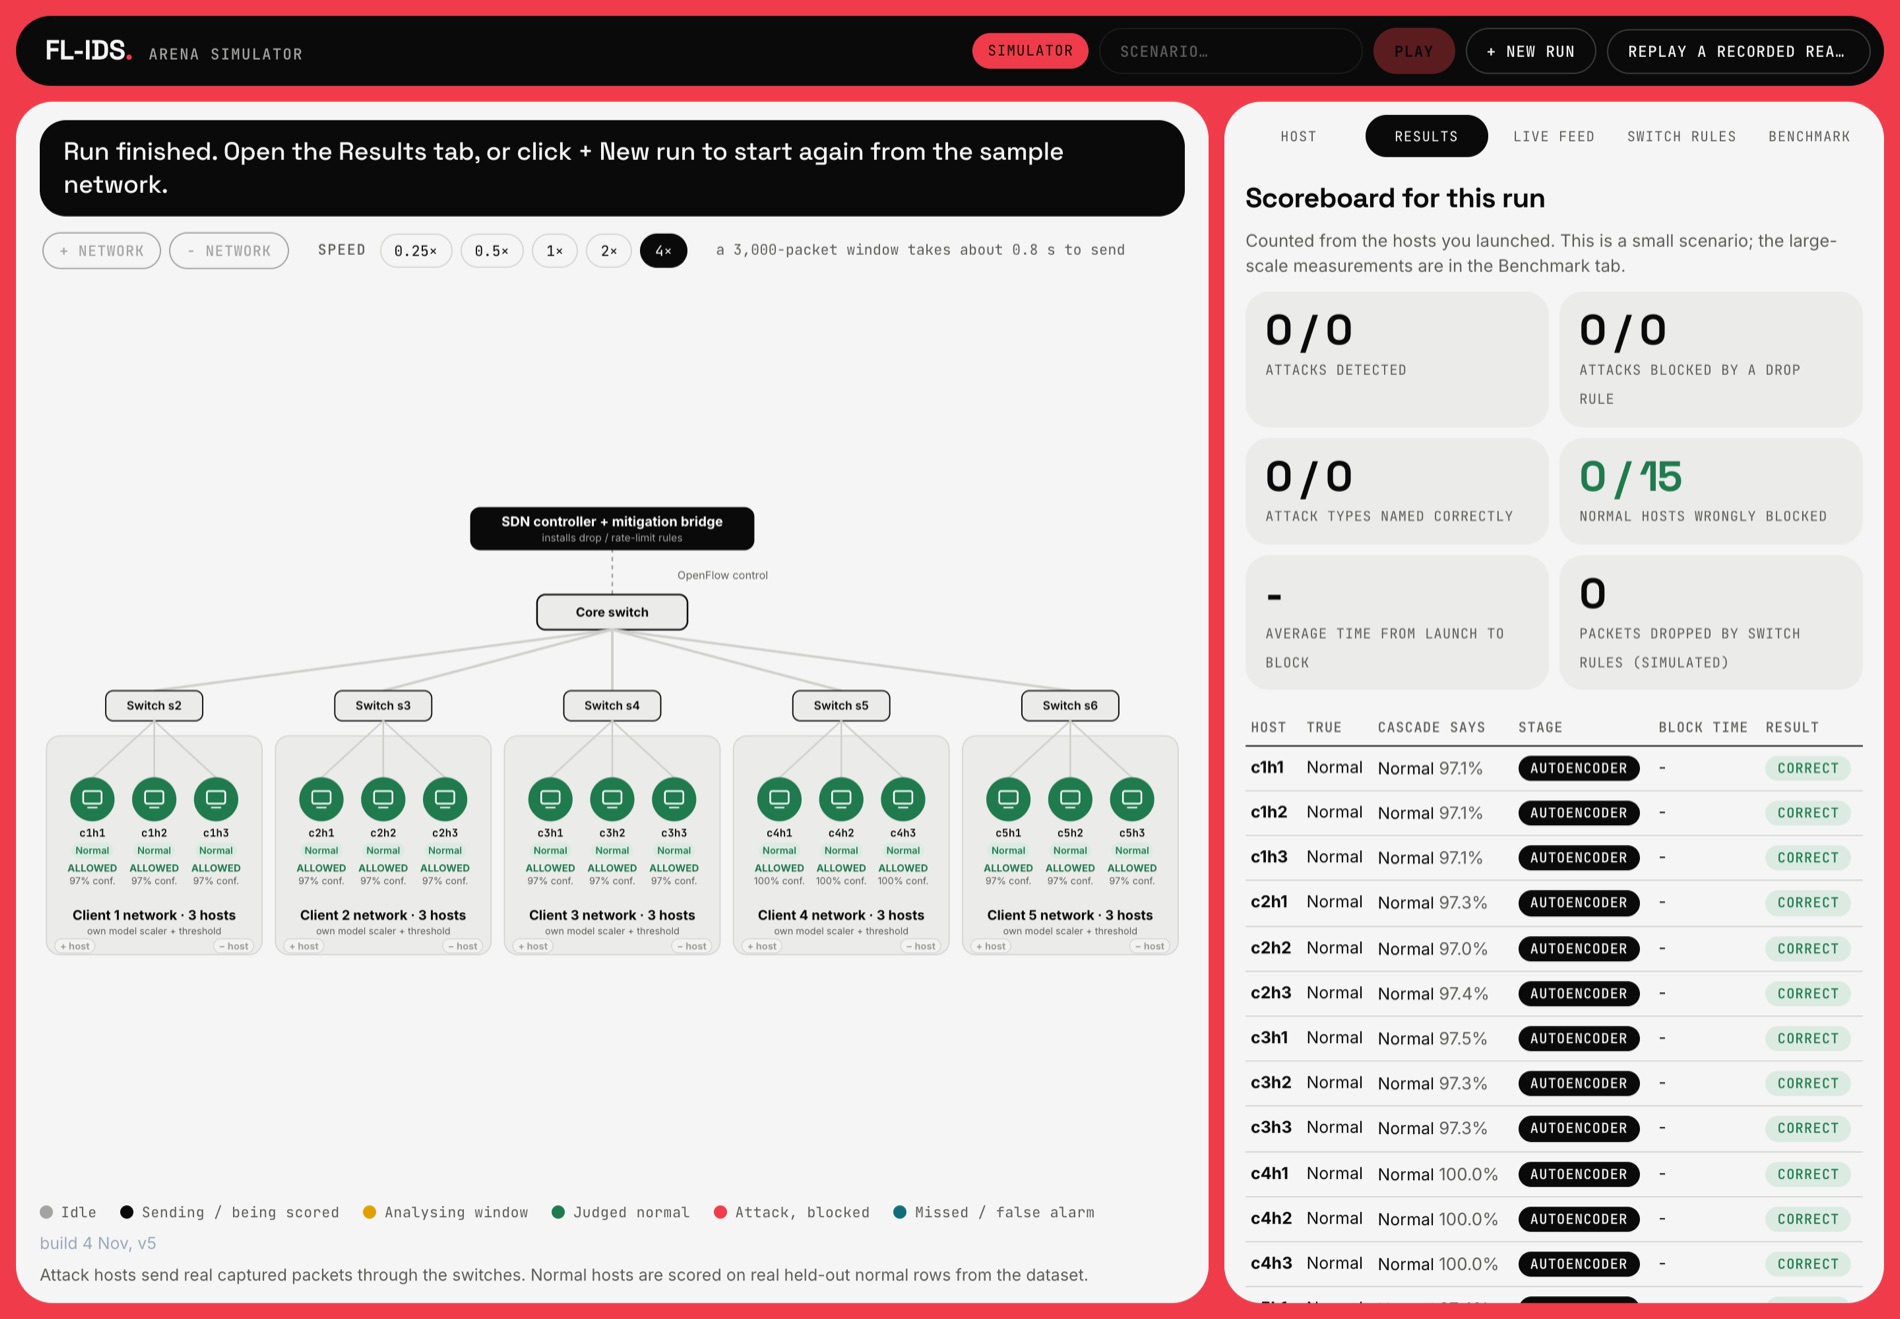 FL-IDS. ARENA SIMULATOR
SIMULATOR
SCENARIO…
PLAY
+ NEW RUN
REPLAY A RECORDED REA…
Run finished. Open the Results tab, or click + New run to start again from the sample
network.
+ NETWORK
- NETWORK
SPEED
0.25×
0.5×
1×
2×
4×
a 3,000-packet window takes about 0.8 s to send
SDN controller + mitigation bridge
installs drop / rate-limit rules
OpenFlow control
Core switch
Switch s2
Switch s3
Switch s4
Switch s5
Switch s6
c1h1 c1h2 c1h3
Normal Normal Normal
ALLOWED ALLOWED ALLOWED
97% conf. 97% conf. 97% conf.
Client 1 network · 3 hosts
own model scaler + threshold
+ host − host
c2h1 c2h2 c2h3
Normal Normal Normal
ALLOWED ALLOWED ALLOWED
97% conf. 97% conf. 97% conf.
Client 2 network · 3 hosts
own model scaler + threshold
+ host − host
c3h1 c3h2 c3h3
Normal Normal Normal
ALLOWED ALLOWED ALLOWED
97% conf. 97% conf. 97% conf.
Client 3 network · 3 hosts
own model scaler + threshold
+ host − host
c4h1 c4h2 c4h3
Normal Normal Normal
ALLOWED ALLOWED ALLOWED
100% conf. 100% conf. 100% conf.
Client 4 network · 3 hosts
own model scaler + threshold
+ host − host
c5h1 c5h2 c5h3
Normal Normal Normal
ALLOWED ALLOWED ALLOWED
97% conf. 97% conf. 97% conf.
Client 5 network · 3 hosts
own model scaler + threshold
+ host − host
Idle
Sending / being scored
Analysing window
Judged normal
Attack, blocked
Missed / false alarm
build 4 Nov, v5
Attack hosts send real captured packets through the switches. Normal hosts are scored on real held-out normal rows from the dataset.
HOST
RESULTS
LIVE FEED
SWITCH RULES
BENCHMARK
Scoreboard for this run
Counted from the hosts you launched. This is a small scenario; the large-
scale measurements are in the Benchmark tab.
0/0
ATTACKS DETECTED
0/0
ATTACKS BLOCKED BY A DROP
RULE
0/0
ATTACK TYPES NAMED CORRECTLY
0/15
NORMAL HOSTS WRONGLY BLOCKED
-
AVERAGE TIME FROM LAUNCH TO
BLOCK
0
PACKETS DROPPED BY SWITCH
RULES (SIMULATED)
HOST TRUE CASCADE SAYS STAGE BLOCK TIME RESULT
c1h1 Normal Normal 97.1% AUTOENCODER - CORRECT
c1h2 Normal Normal 97.1% AUTOENCODER - CORRECT
c1h3 Normal Normal 97.1% AUTOENCODER - CORRECT
c2h1 Normal Normal 97.3% AUTOENCODER - CORRECT
c2h2 Normal Normal 97.0% AUTOENCODER - CORRECT
c2h3 Normal Normal 97.4% AUTOENCODER - CORRECT
c3h1 Normal Normal 97.5% AUTOENCODER - CORRECT
c3h2 Normal Normal 97.3% AUTOENCODER - CORRECT
c3h3 Normal Normal 97.3% AUTOENCODER - CORRECT
c4h1 Normal Normal 100.0% AUTOENCODER - CORRECT
c4h2 Normal Normal 100.0% AUTOENCODER - CORRECT
c4h3 Normal Normal 100.0% AUTOENCODER - CORRECT